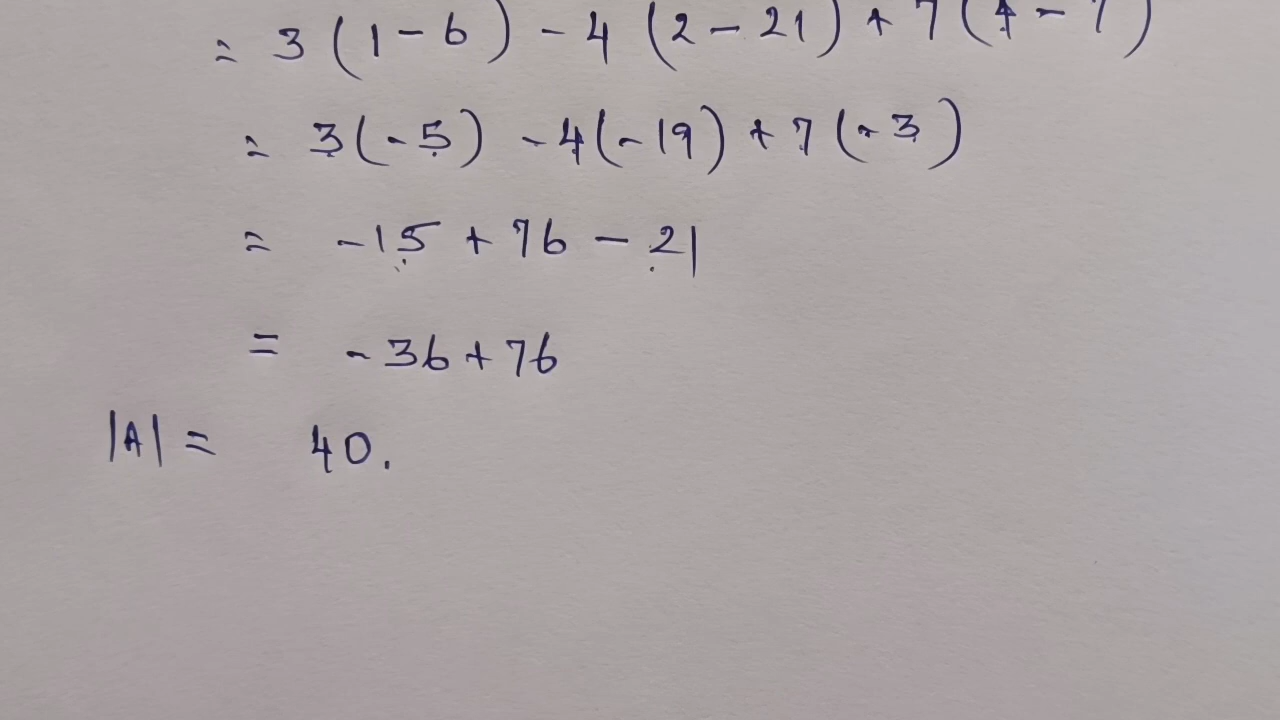 = 3 (1 - 6) - 4 (2 - 21) + 7 (4 - 7)
= 3 (-5) - 4 (-19) + 7 (-3)
= -15 + 76 - 21
= -36 + 76
|A| = 40.